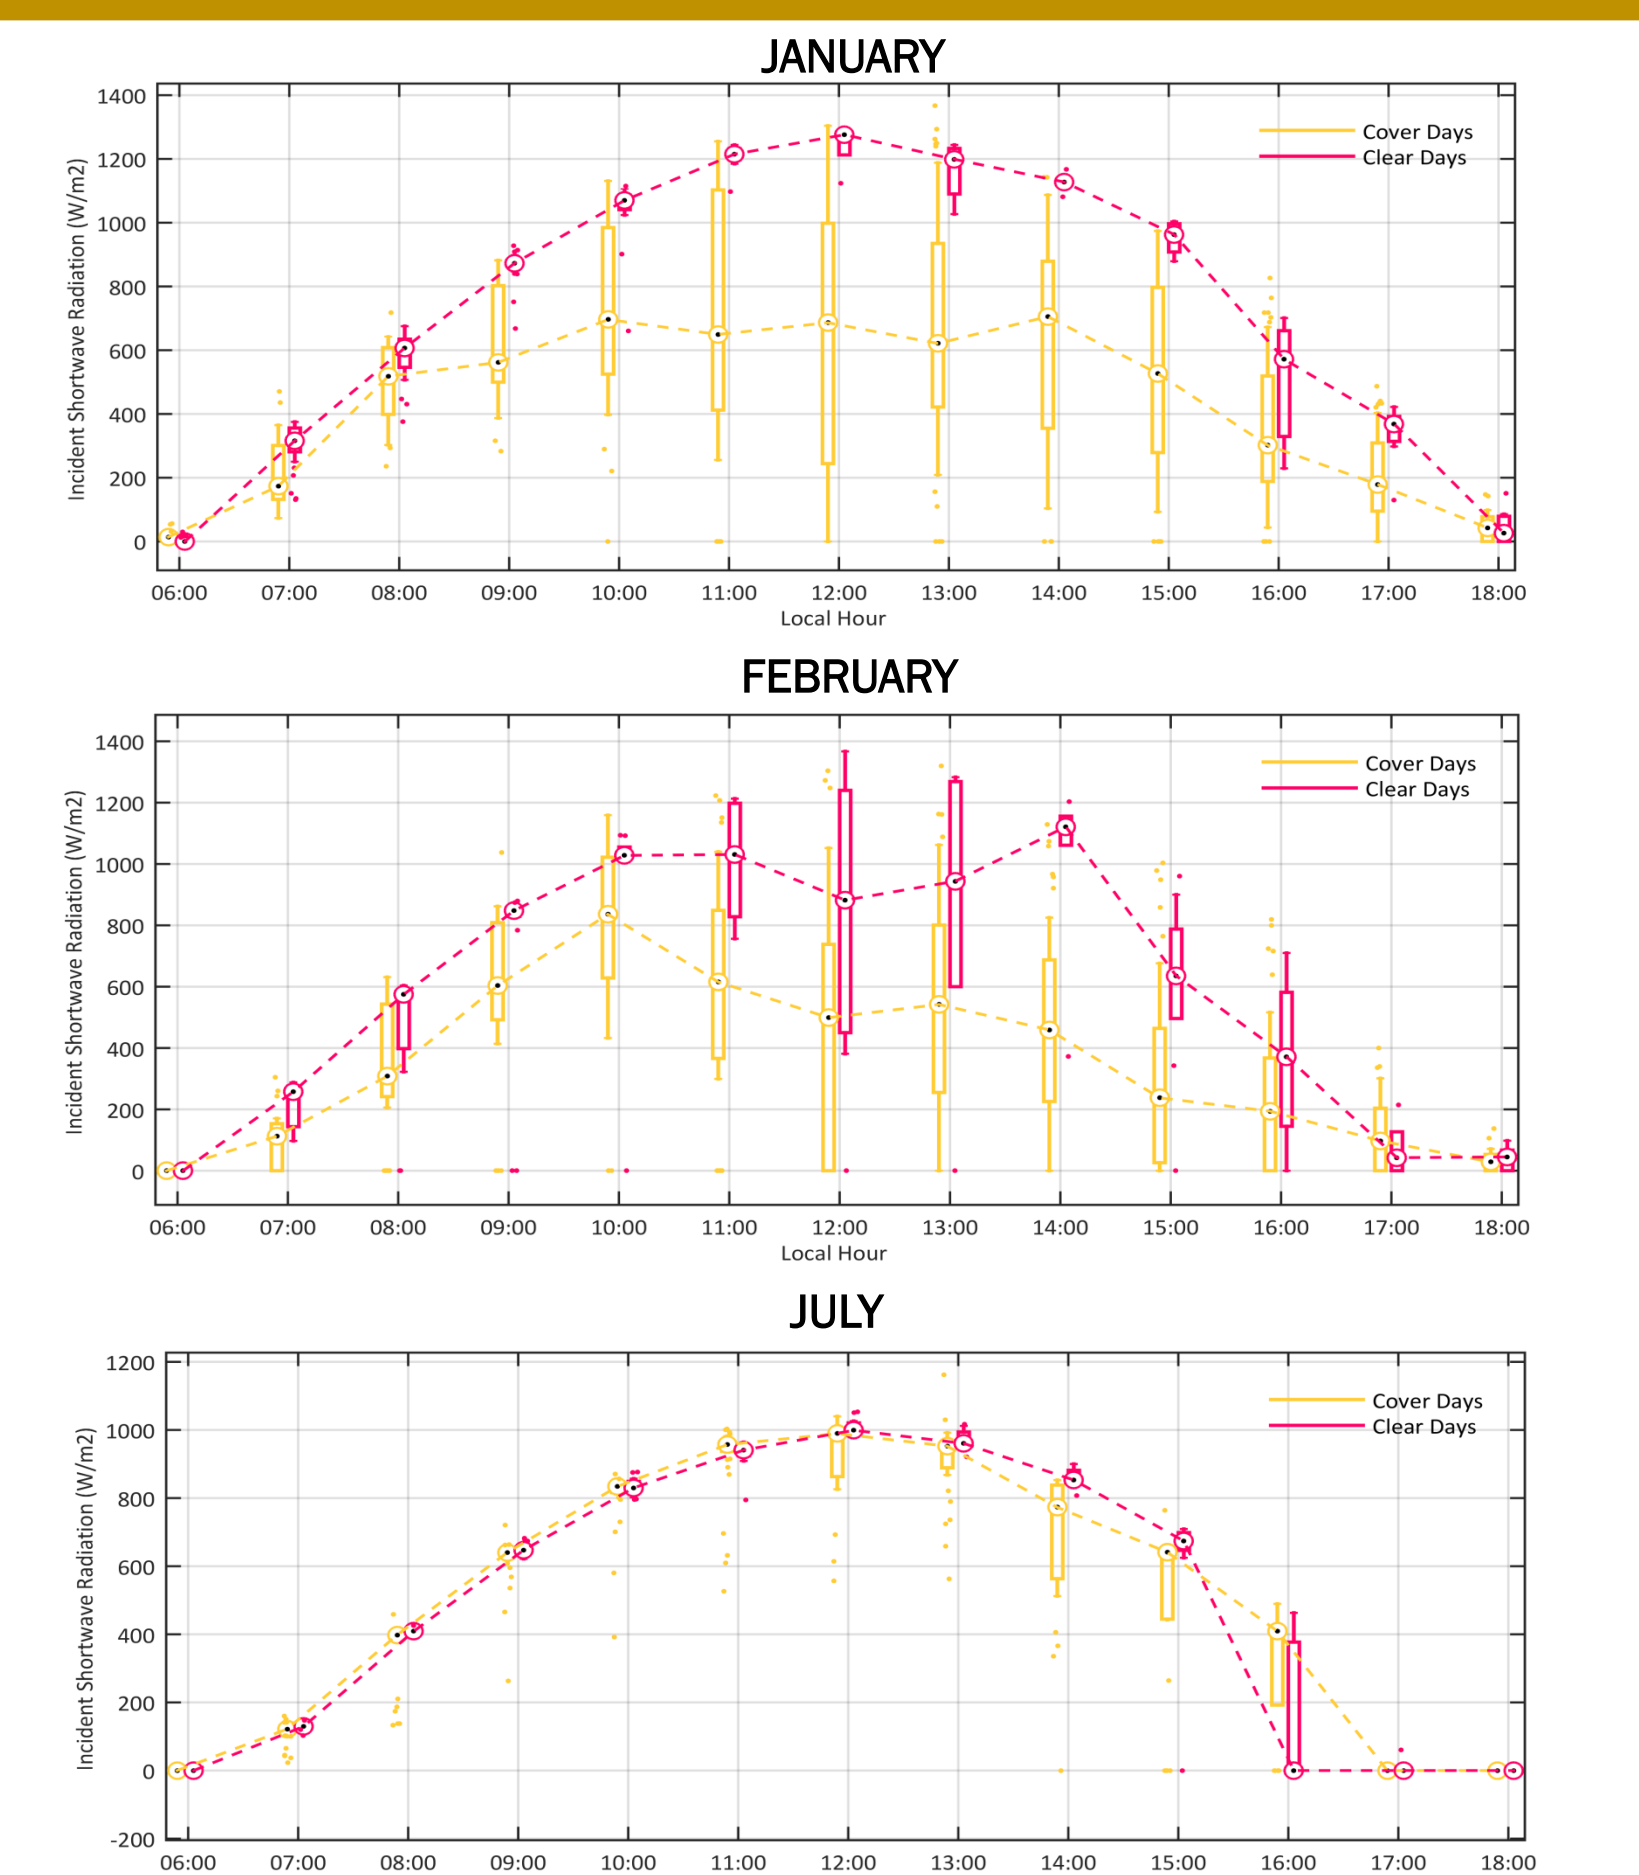 JANUARY
Incident Shortwave Radiation (W/m2)
1400
1200
1000
800
600
400
200
0
Cover Days
Clear Days
06:00 07:00 08:00 09:00 10:00 11:00 12:00 13:00 14:00 15:00 16:00 17:00 18:00
Local Hour
FEBRUARY
Incident Shortwave Radiation (W/m2)
1400
1200
1000
800
600
400
200
0
Cover Days
Clear Days
06:00 07:00 08:00 09:00 10:00 11:00 12:00 13:00 14:00 15:00 16:00 17:00 18:00
Local Hour
JULY
Incident Shortwave Radiation (W/m2)
1200
1000
800
600
400
200
0
-200
Cover Days
Clear Days
06:00 07:00 08:00 09:00 10:00 11:00 12:00 13:00 14:00 15:00 16:00 17:00 18:00